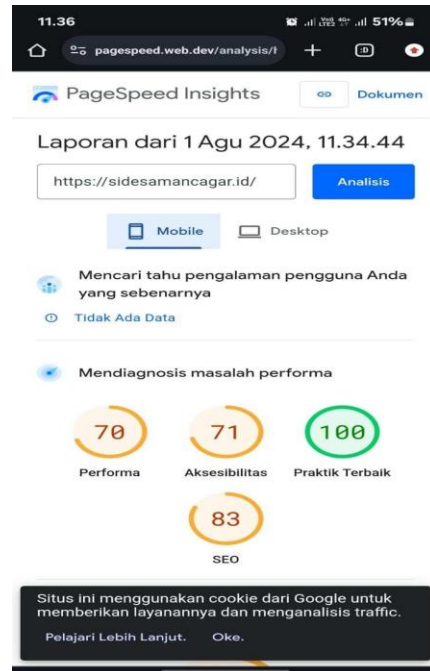 11.36
51%
pagespeed.web.dev/analysis/h
PageSpeed Insights
Dokumen
Laporan dari 1 Agu 2024, 11.34.44
https://sidesamancagar.id/
Analisis
Mobile
Desktop
Mencari tahu pengalaman pengguna Anda
yang sebenarnya
Tidak Ada Data
Mendiagnosis masalah performa
70
71
100
Performa
Aksesibilitas
Praktik Terbaik
83
SEO
Situs ini menggunakan cookie dari Google untuk
memberikan layanannya dan menganalisis traffic.
Pelajari Lebih Lanjut.
Oke.